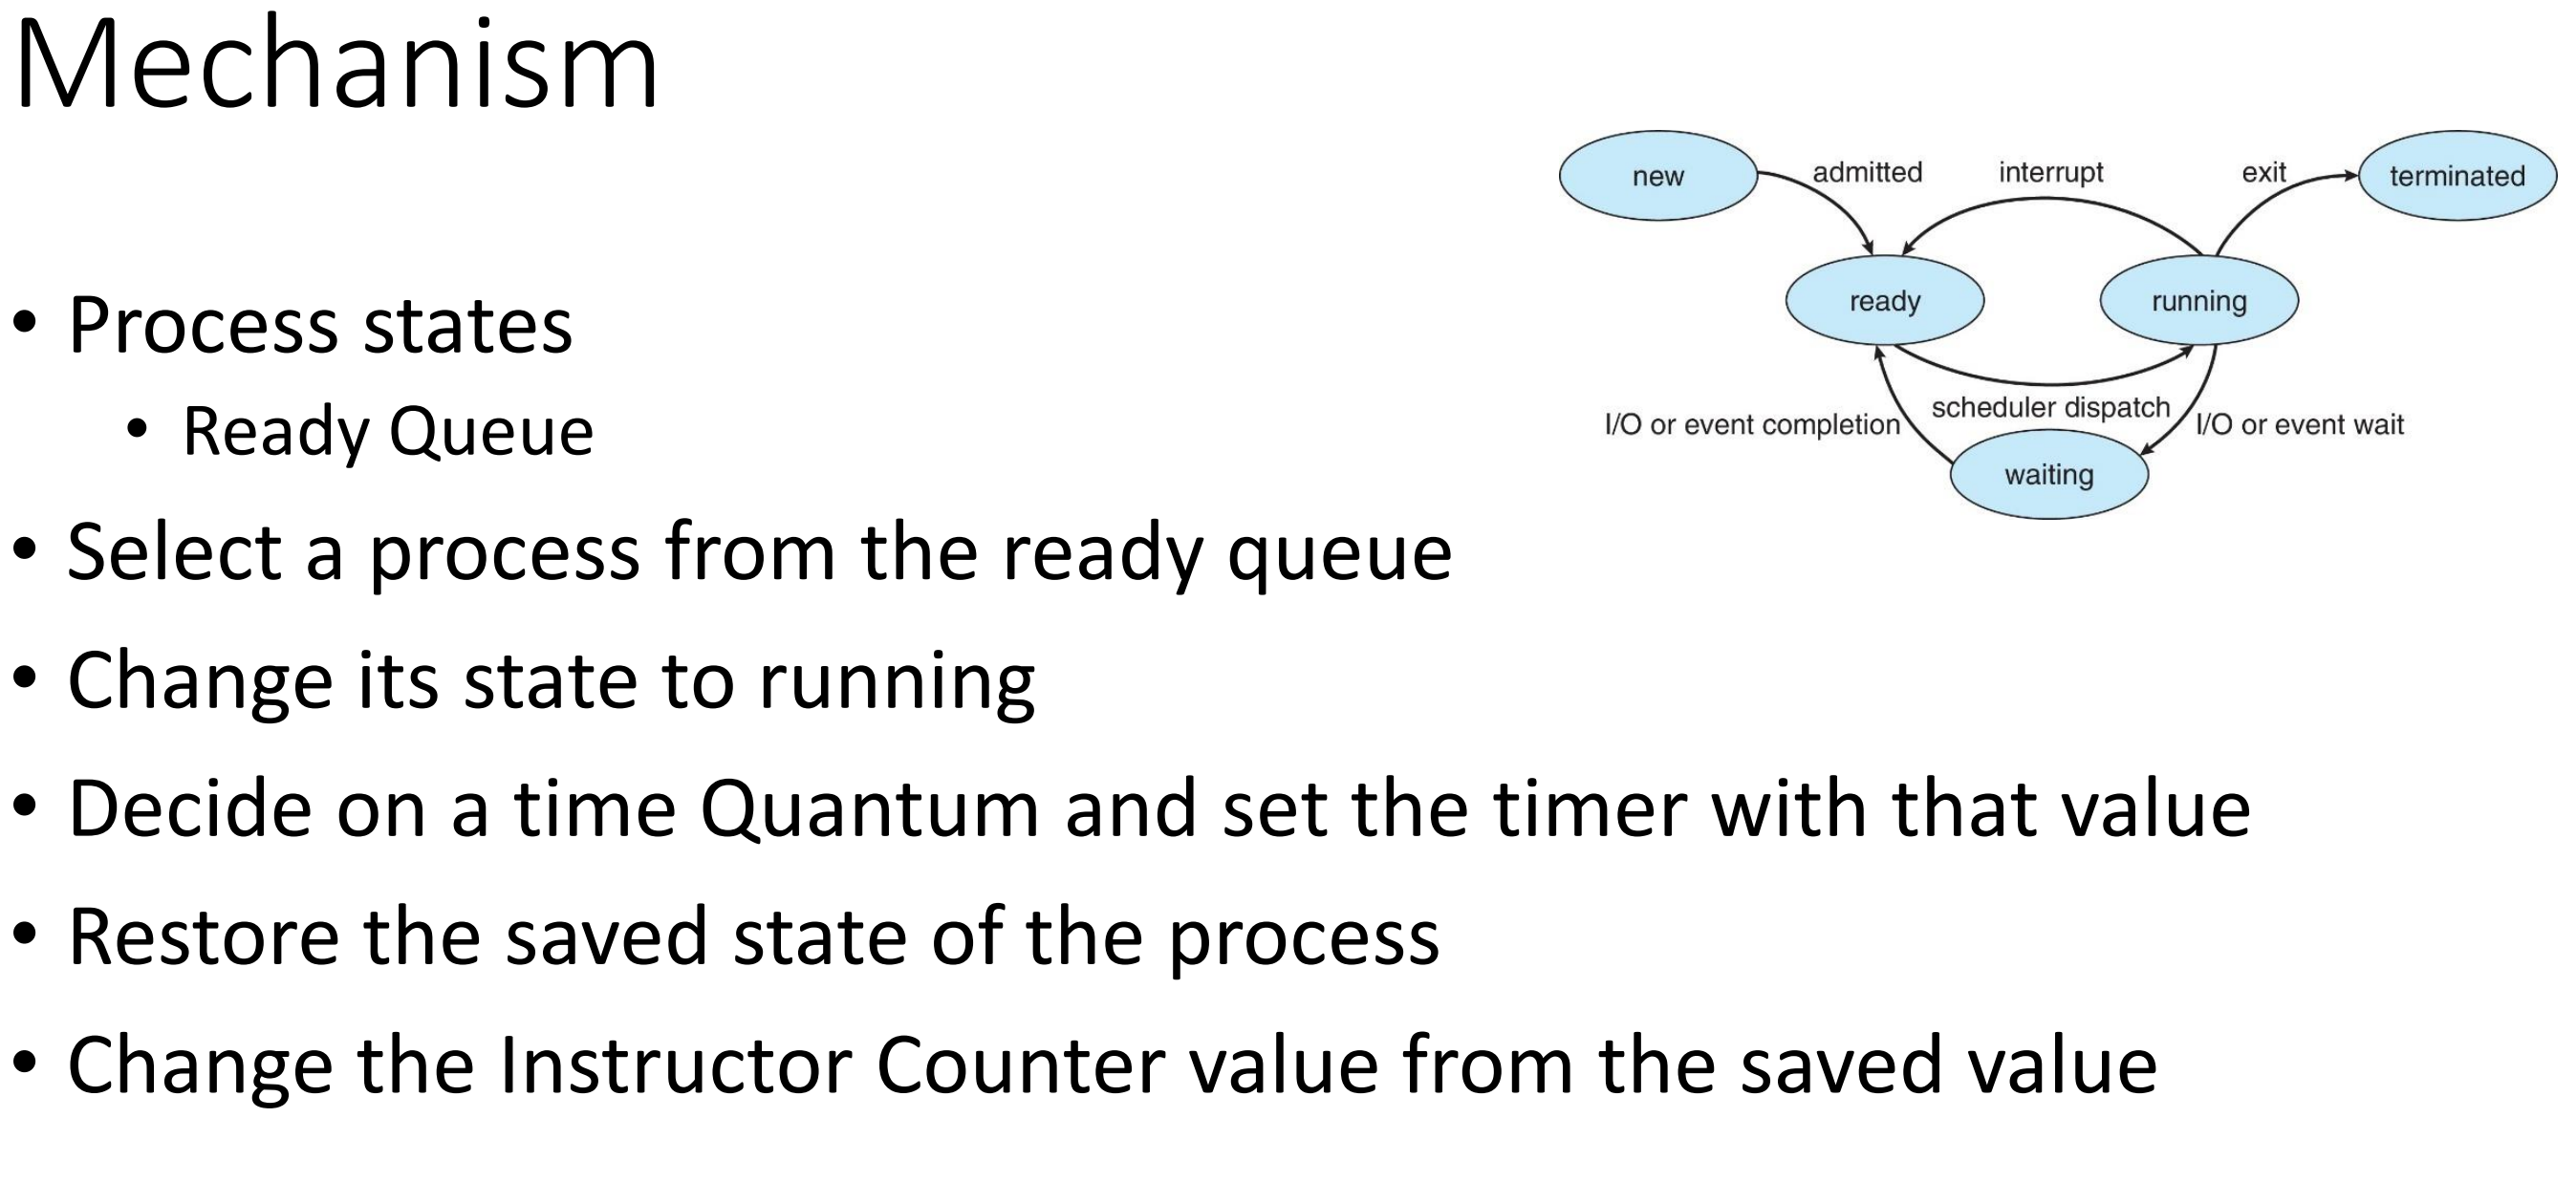 Mechanism
• Process states
• Ready Queue
• Select a process from the ready queue
• Change its state to running
• Decide on a time Quantum and set the timer with that value
• Restore the saved state of the process
• Change the Instructor Counter value from the saved value
new
admitted
interrupt
exit
terminated
ready
running
I/O or event completion
scheduler dispatch
I/O or event wait
waiting